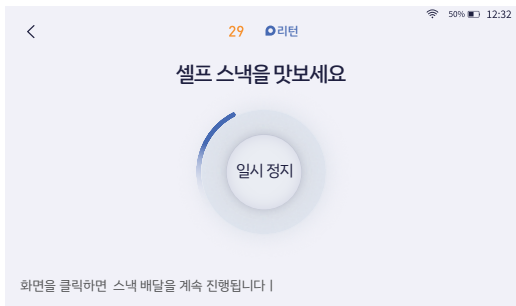 50% 12:32
29 리턴
셀프 스낵을 맛보세요
일시 정지
화면을 클릭하면 스낵 배달을 계속 진행됩니다